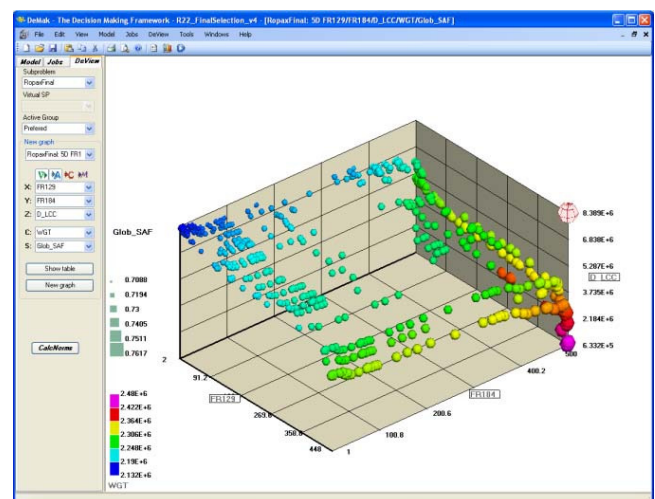 DeMak - The Decision Making Framework - R22_FinalSelection_v4 - [RopaxFinal: 5D FR129/FR184/D_LCC/WGT/Glob_SAF]
File Edit View Model Jobs DeView Tools Windows Help
Model Jobs DeView
Subproblem
RopaxFinal
Virtual SP
Active Group
Prefered
New graph
RopaxFinal: 5D FR1
X: FR129
Y: FR184
Z: D_LCC
C: WGT
S: Glob_SAF
Show table
New graph
CalcNorms
Glob_SAF
0.7088
0.7194
0.73
0.7405
0.7511
0.7617
2.48E+6
2.422E+6
2.364E+6
2.306E+6
2.248E+6
2.19E+6
2.132E+6
WGT
2
91.2
FR129
269.6
358.8
448
1
100.8
200.6
FR184
400.2
500
8.389E+6
6.838E+6
5.287E+6
D_LCC
3.735E+6
2.184E+6
6.332E+5